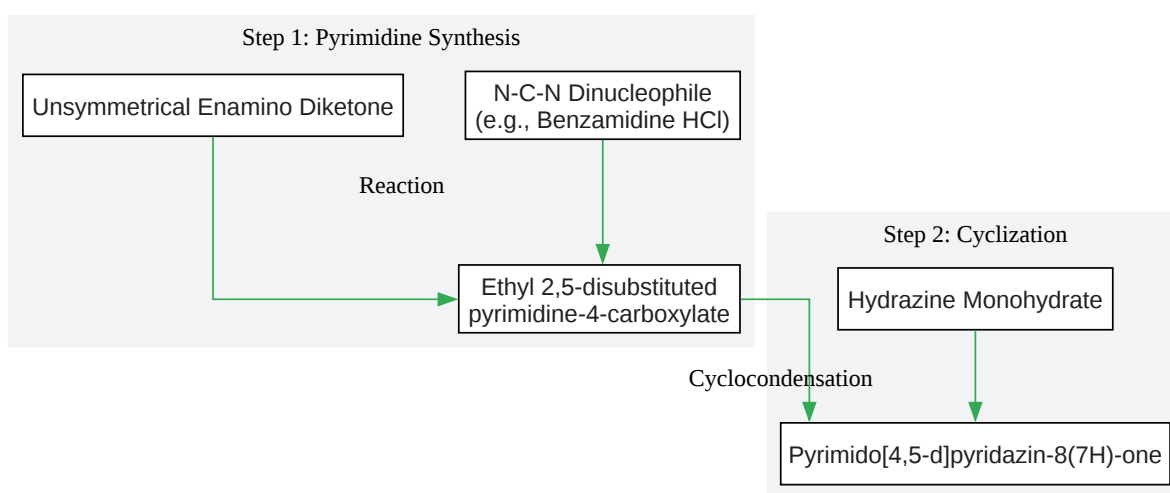 Step 1: Pyrimidine Synthesis
Unsymmetrical Enamino Diketone
N-C-N Dinucleophile
(e.g., Benzamidine HCl)
Reaction
Step 2: Cyclization
Ethyl 2,5-disubstituted
pyrimidine-4-carboxylate
Hydrazine Monohydrate
Cyclocondensation
Pyrimido[4,5-d]pyridazin-8(7H)-one